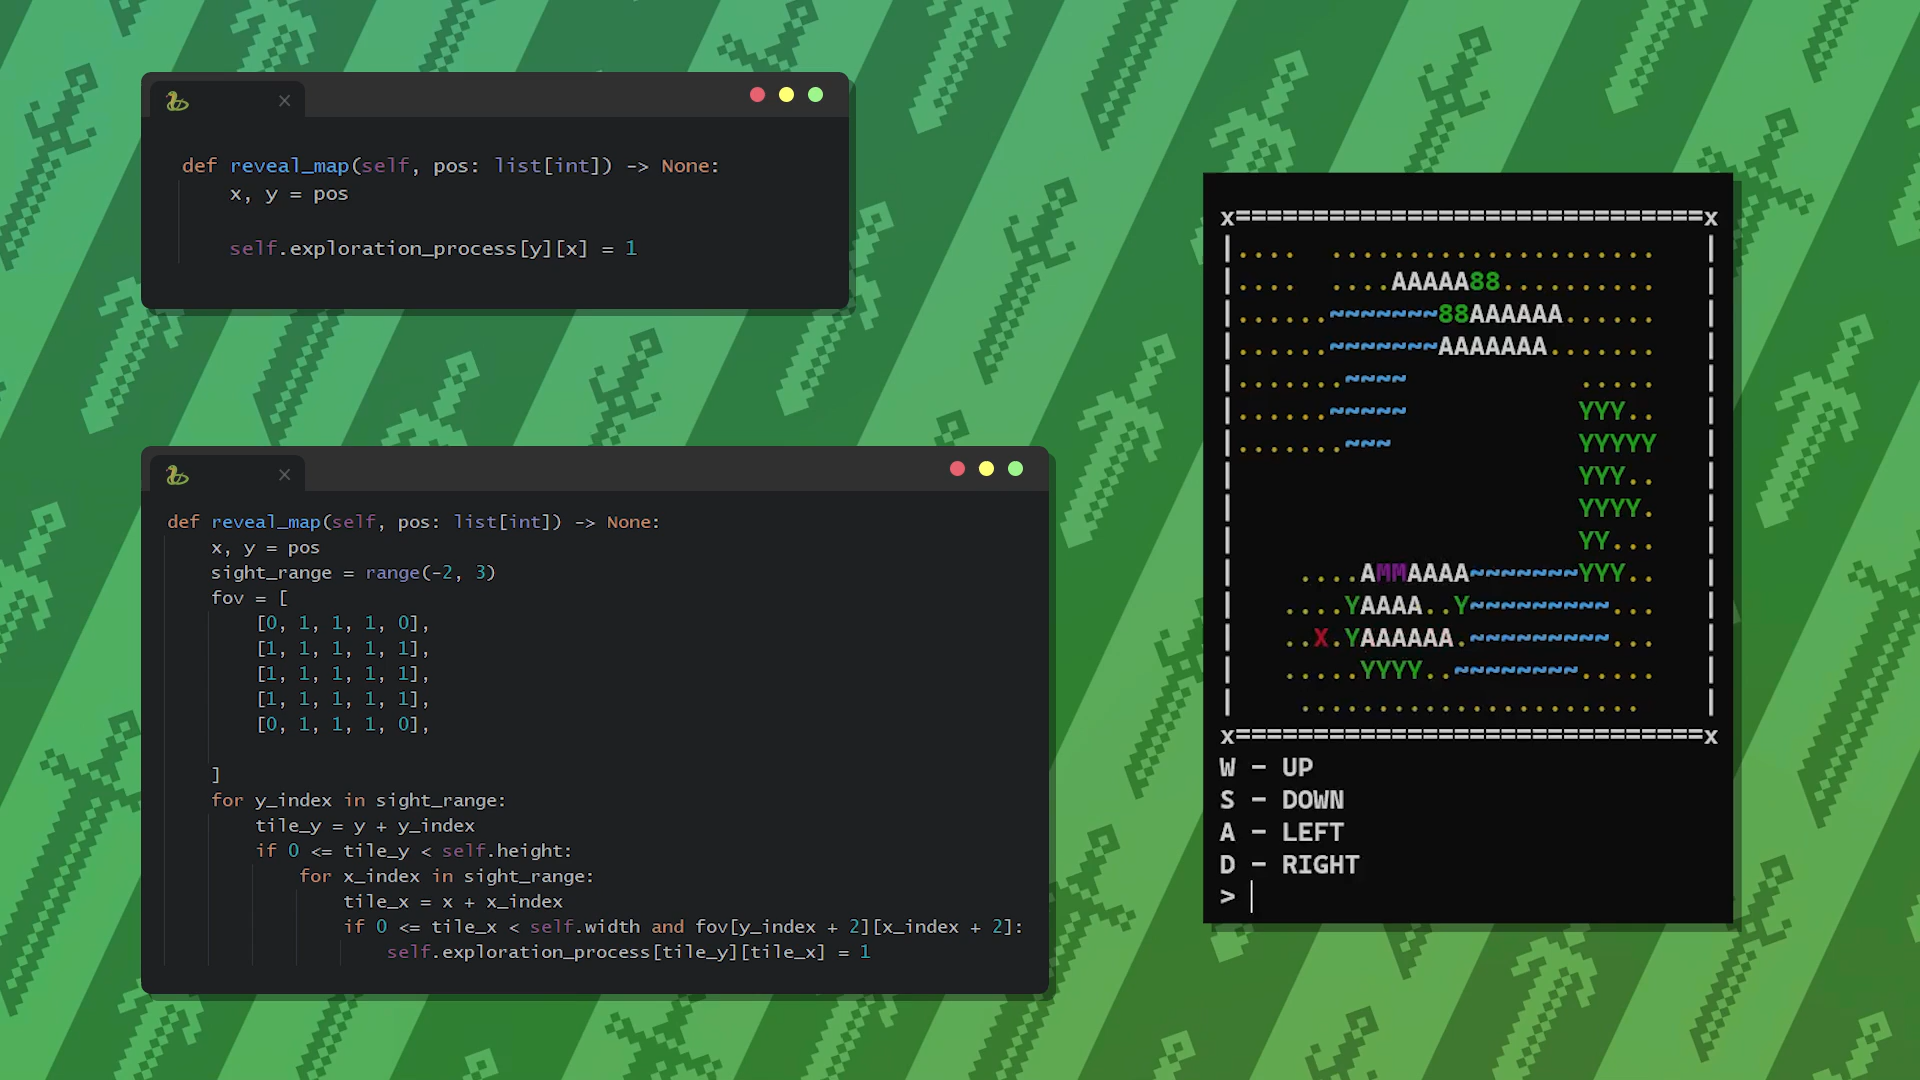 def reveal_map(self, pos: list[int]) -> None:
    x, y = pos
    self.exploration_process[y][x] = 1
def reveal_map(self, pos: list[int]) -> None:
    x, y = pos
    sight_range = range(-2, 3)
    fov = [
        [0, 1, 1, 1, 0],
        [1, 1, 1, 1, 1],
        [1, 1, 1, 1, 1],
        [1, 1, 1, 1, 1],
        [0, 1, 1, 1, 0],
    ]
    for y_index in sight_range:
        tile_y = y + y_index
        if 0 <= tile_y < self.height:
            for x_index in sight_range:
                tile_x = x + x_index
                if 0 <= tile_x < self.width and fov[y_index + 2][x_index + 2]:
                    self.exploration_process[tile_y][tile_x] = 1
x==============================x
|....  .....................   |
|....  ....AAAAA88..........   |
|......~~~~~~~88AAAAAA......   |
|......~~~~~~~AAAAAAA.......   |
|.......~~~~           .....   |
|......~~~~~           YYY..   |
|.......~~~            YYYYY   |
|                      YYY..   |
|                      YYYY.   |
|                      YY...   |
|    ....AMMAAAA~~~~~~~YYY..   |
|   ....YAAAA..Y~~~~~~~~~...   |
|   ..X.YAAAAAA.~~~~~~~~~...   |
|   .....YYYY..~~~~~~~~.....   |
|    ......................    |
x==============================x
W - UP
S - DOWN
A - LEFT
D - RIGHT
>